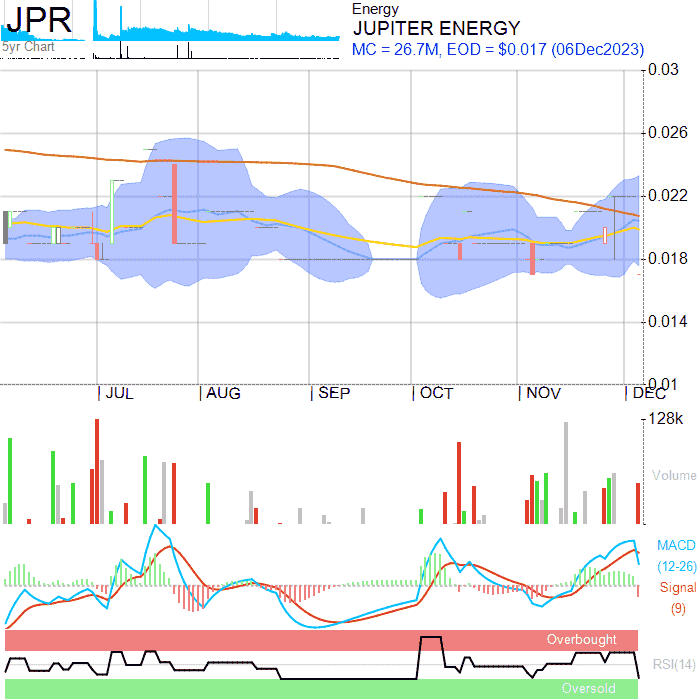 JPR
5yr Chart
Energy
JUPITER ENERGY
MC = 26.7M, EOD = $0.017 (06Dec2023)
0.03
0.026
0.022
0.018
0.014
0.01
JUL AUG SEP OCT NOV DEC
128k
Volume
MACD
(12-26)
Signal
(9)
Overbought
RSI(14)
Oversold